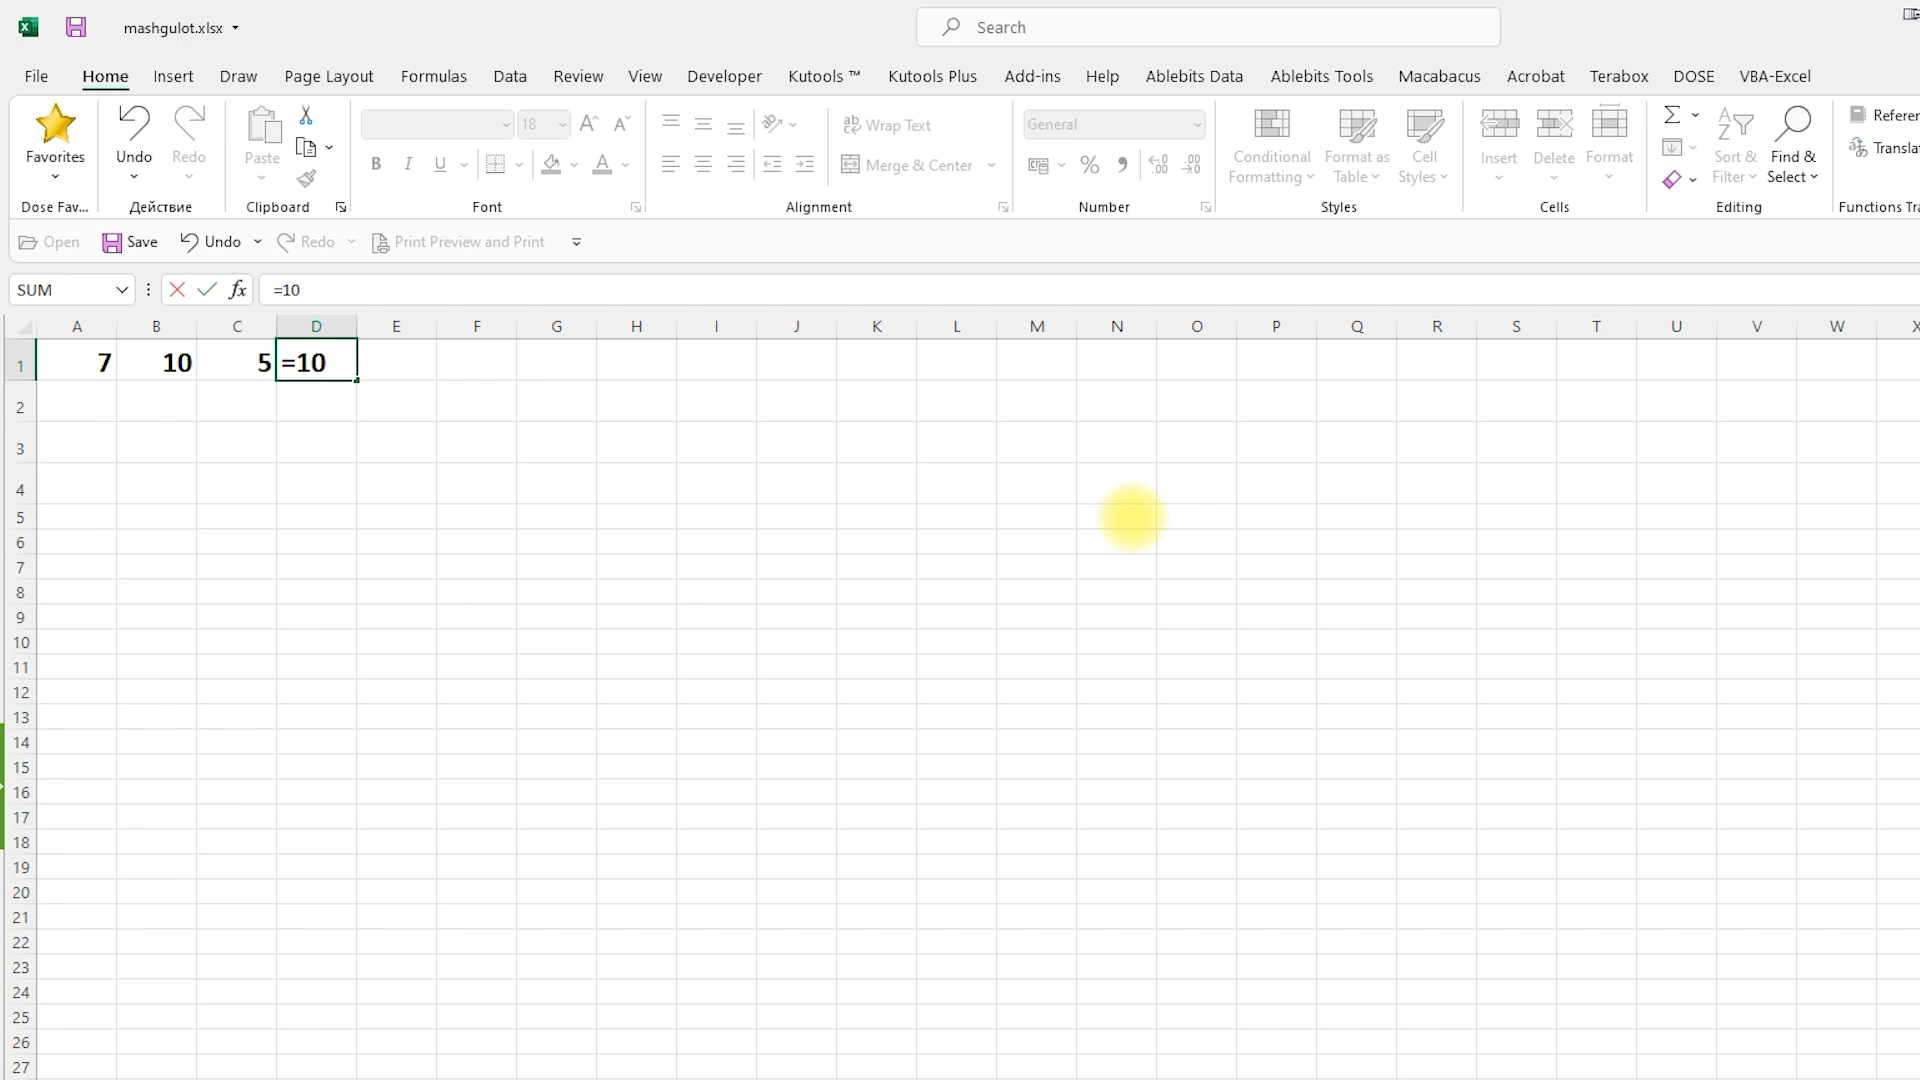 mashgulot.xlsx
Search
File Home Insert Draw Page Layout Formulas Data Review View Developer Kutools ™ Kutools Plus Add-ins Help Ablebits Data Ablebits Tools Macabacus Acrobat Terabox DOSE VBA-Excel
Favorites
Dose Fav...
Undo Redo
Действие
Paste
Clipboard
18
B I U
Font
Wrap Text
Merge & Center
Alignment
General
Number
Conditional Formatting
Format as Table
Cell Styles
Styles
Insert Delete Format
Cells
Sort & Filter
Find & Select
Editing
Open Save Undo Redo Print Preview and Print
SUM fx =10
A B C D E F G H I J K L M N O P Q R S T U V W X
1 7 10 5 =10
2
3
4
5
6
7
8
9
10
11
12
13
14
15
16
17
18
19
20
21
22
23
24
25
26
27